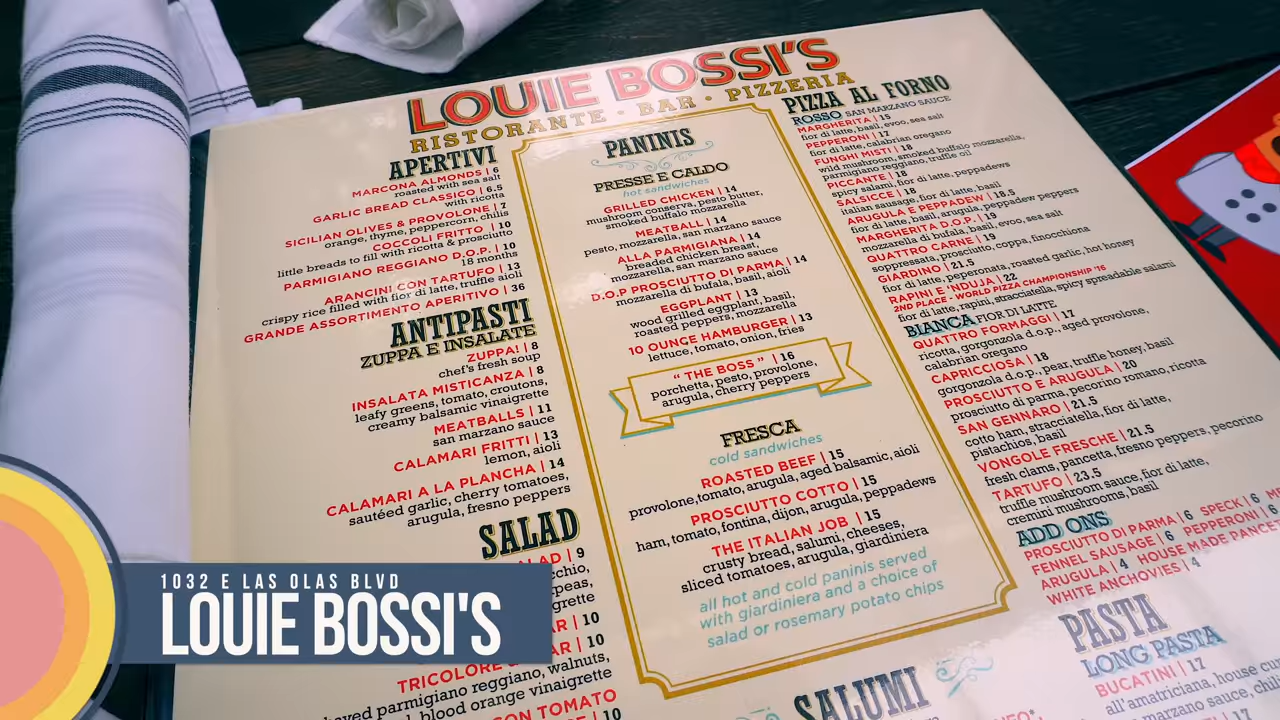 LOUIE BOSSI'S
RISTORANTE · BAR · PIZZERIA
APERTIVI
MARCONA ALMONDS | 6
roasted with sea salt
GARLIC BREAD CLASSICO | 6.5
with ricotta
SICILIAN OLIVES & PROVOLONE | 7
orange, thyme, peppercorn, chilis
COCCOLI FRITTO | 10
little breads to fill with ricotta & prosciutto
PARMIGIANO REGGIANO D.O.P. | 10
18 months
ARANCINI CON TARTUFO | 13
crispy rice filled with fior di latte, truffle aioli
GRANDE ASSORTIMENTO APERITIVO | 36
ANTIPASTI
ZUPPA E INSALATE
ZUPPA! | 8
chef's fresh soup
INSALATA MISTICANZA | 8
leafy greens, tomato, croutons,
creamy balsamic vinaigrette
MEATBALLS | 11
san marzano sauce
CALAMARI FRITTI | 13
lemon, aioli
CALAMARI A LA PLANCHA | 14
sautéed garlic, cherry tomatoes,
arugula, fresno peppers
SALAD
| 9
| 10
| 10
TRICOLORE
parmigiano reggiano, walnuts,
blood orange vinaigrette
TOMATO
| 10
PANINIS
PRESSE E CALDO
hot sandwiches
GRILLED CHICKEN | 14
mushroom conserva, pesto butter,
smoked buffalo mozzarella
MEATBALL | 14
pesto, mozzarella, san marzano sauce
ALLA PARMIGIANA | 14
breaded chicken breast,
mozzarella, san marzano sauce
D.O.P PROSCIUTO DI PARMA | 14
mozzarella di bufala, basil, aioli
EGGPLANT | 13
wood grilled eggplant, basil,
roasted peppers, mozzarella
10 OUNCE HAMBURGER | 13
lettuce, tomato, onion, fries
"THE BOSS" | 16
porchetta, pesto, provolone,
arugula, cherry peppers
FRESCA
cold sandwiches
ROASTED BEEF | 15
provolone, tomato, arugula, aged balsamic, aioli
PROSCIUTTO COTTO | 15
ham, tomato, fontina, dijon, arugula, peppadews
THE ITALIAN JOB | 15
crusty bread, salumi, cheeses,
sliced tomatoes, arugula, giardiniera
all hot and cold paninis served
with giardiniera and a choice of
salad or rosemary potato chips
SALUMI
PIZZA AL FORNO
ROSSO SAN MARZANO SAUCE
MARGHERITA | 15
fior di latte, basil, evoo, sea salt
PEPPERONI | 17
fior di latte, calabrian oregano
FUNGHI MISTI | 18
wild mushroom, smoked buffalo mozzarella,
parmigiano reggiano, truffle oil
PICCANTE | 18
spicy salami, fior di latte, peppadews
SALSICCE | 18
italian sausage, fior di latte, basil
ARUGULA E PEPPADEW | 18.5
fior di latte, basil, arugula, peppadew peppers
MARGHERITA D.O.P. | 19
mozzarella di bufala, basil, evoo, sea salt
QUATTRO CARNE | 19
soppressata, prosciuto, coppa, finocchiona
GIARDINO | 21.5
fior di latte, peperonata, roasted garlic, hot honey
RAPINI E 'NDUJA | 22
2ND PLACE - WORLD PIZZA CHAMPIONSHIP '16
fior di latte, rapini, stracciatella, spicy spreadable salami
BIANCA FIOR DI LATTE
QUATTRO FORMAGGI | 17
ricotta, gorgonzola d.o.p., aged provolone,
calabrian oregano
CAPRICCIOSA | 18
gorgonzola d.o.p., pear, truffle honey, basil
PROSCIUTTO E ARUGULA | 20
prosciutto di parma, pecorino romano, ricotta
SAN GENNARO | 21.5
cotto ham, stracciatella, fior di latte,
pistachios, basil
VONGOLE FRESCHE | 21.5
fresh clams, pancetta, fresno peppers, pecorino
TARTUFO | 23.5
truffle mushroom sauce, fior di latte,
cremini mushrooms, basil
ADD ONS
PROSCIUTTO DI PARMA | 6 SPECK | 6
FENNEL SAUSAGE | 6 PEPPERONI | 6
ARUGULA | 4 HOUSE MADE
WHITE ANCHOVIES | 4
PASTA
LONG PASTA
BUCATINI | 17
all'amatriciana, house
san marzano sauce,
1032 E LAS OLAS BLVD
LOUIE BOSSI'S